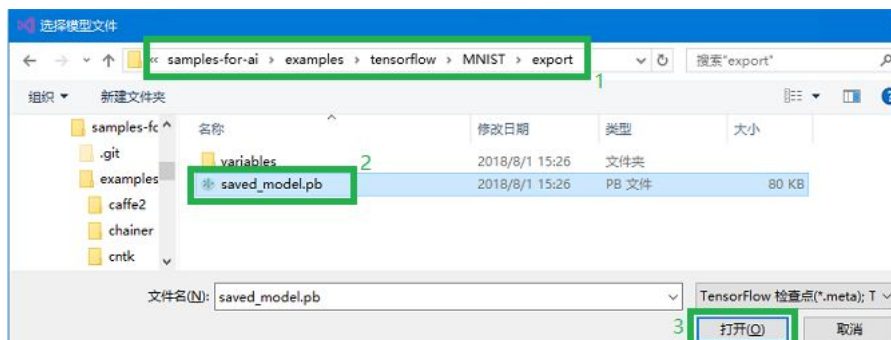 选择模型文件
« samples-for-ai › examples › tensorflow › MNIST › export
搜索"export"
1
组织 新建文件夹
samples-fc 名称 修改日期 类型 大小
.git variables 2 2018/8/1 15:26 文件夹
examples saved_model.pb 2018/8/1 15:26 PB 文件 80 KB
caffe2
chainer
cntk
文件名(N): saved_model.pb TensorFlow 检查点(*.meta); T
3 打开(O) 取消